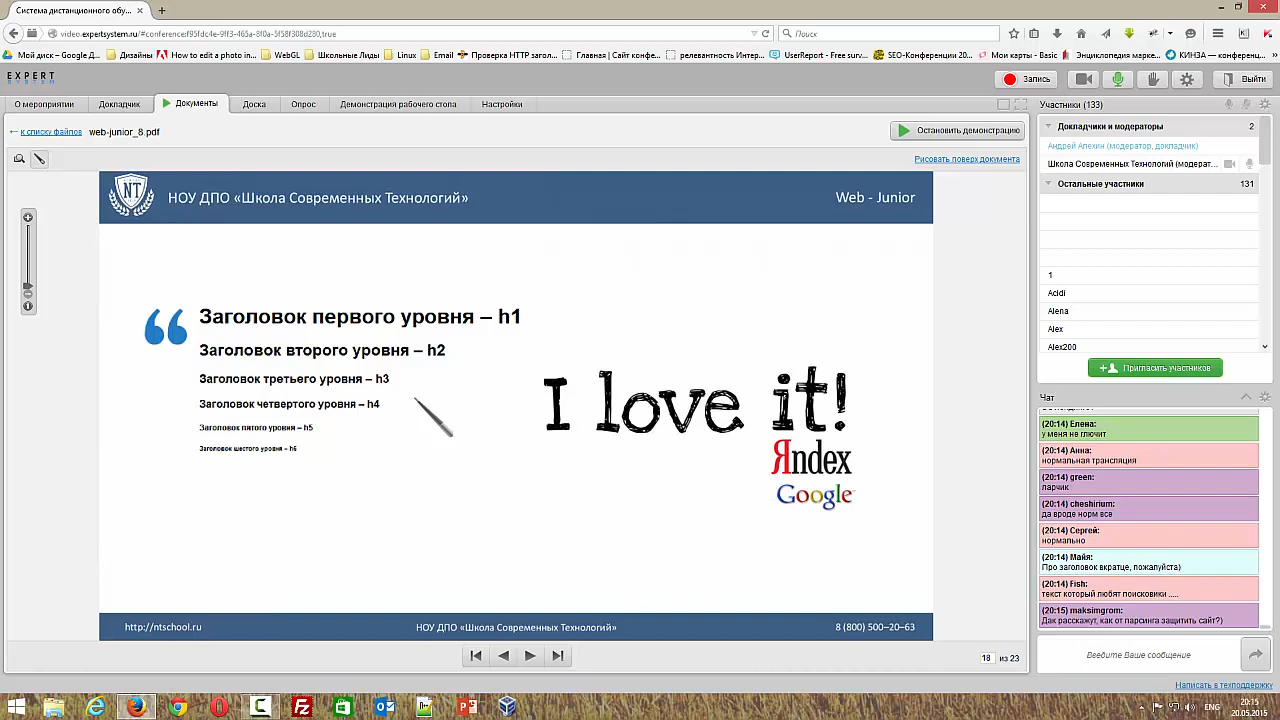 Система дистанционного обу...
video.expertsystem.ru/#conference:f95fdc4e-9ff3-465a-8f0a-5f58f308d280,true
Поиск
Мой диск – Google Д...
Дизайны
How to edit a photo in...
WebGL
Школьные Лиды
Linux
Email
Проверка HTTP загол...
Главная | Сайт конфе...
релевантность Интер...
UserReport - Free surv...
SEO-Конференции 20...
Мои карты - Basic
Энциклопедия марке...
КИНЗА — конференц...
EXPERT
SYSTEM
Запись
Выйти
О мероприятии
Докладчик
Документы
Доска
Опрос
Демонстрация рабочего стола
Настройки
Участники (133)
← к списку файлов
web-junior_8.pdf
Остановить демонстрацию
Рисовать поверх документа
Докладчики и модераторы 2
Андрей Алехин (модератор, докладчик)
Школа Современных Технологий (модерат...
Остальные участники 131
1
Acidi
Alena
Alex
Alex200
Пригласить участников
NT
НОУ ДПО «Школа Современных Технологий»
Web - Junior
Заголовок первого уровня – h1
Заголовок второго уровня – h2
Заголовок третьего уровня – h3
Заголовок четвертого уровня – h4
Заголовок пятого уровня – h5
Заголовок шестого уровня – h6
I love it!
Яndex
Google
http://ntschool.ru
НОУ ДПО «Школа Современных Технологий»
8 (800) 500–20–63
18 из 23
Чат
(20:14) Елена:
у меня не глючит
(20:14) Анна:
нормальная трансляция
(20:14) green:
парчик
(20:14) cheshirium:
да вроде норм все
(20:14) Сергей:
нормально
(20:14) Майя:
Про заголовок вкратце, пожалуйста)
(20:14) Fish:
текст который любят поисковики .....
(20:15) maksimgrom:
Дак расскажут, как от парсинга защитить сайт?)
Введите Ваше сообщение
Написать в техподдержку
ENG
20:15
20.05.2015